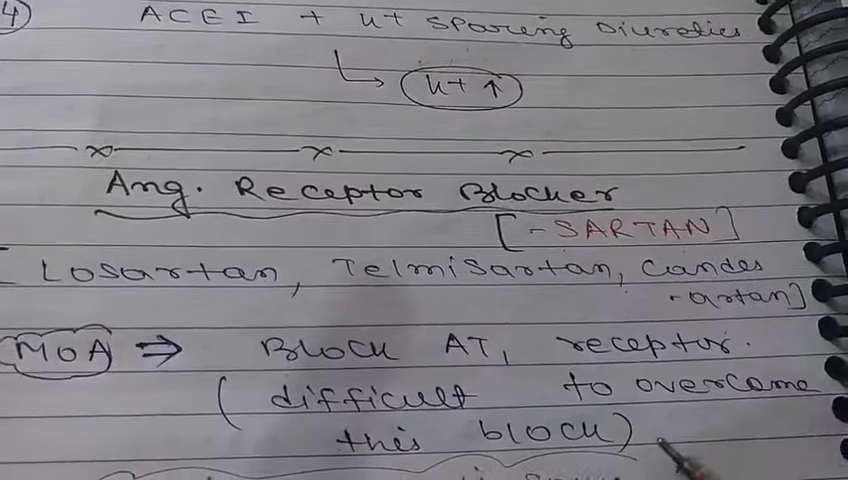 4
ACEI + K+ Sparing Diuretics
K+ ↑
Ang. Receptor Blocker
[-SARTAN]
Losartan, Telmisartan, Candes
-artan]
MOA ⇒ Block AT1 receptor.
(difficult to overcome
this block)